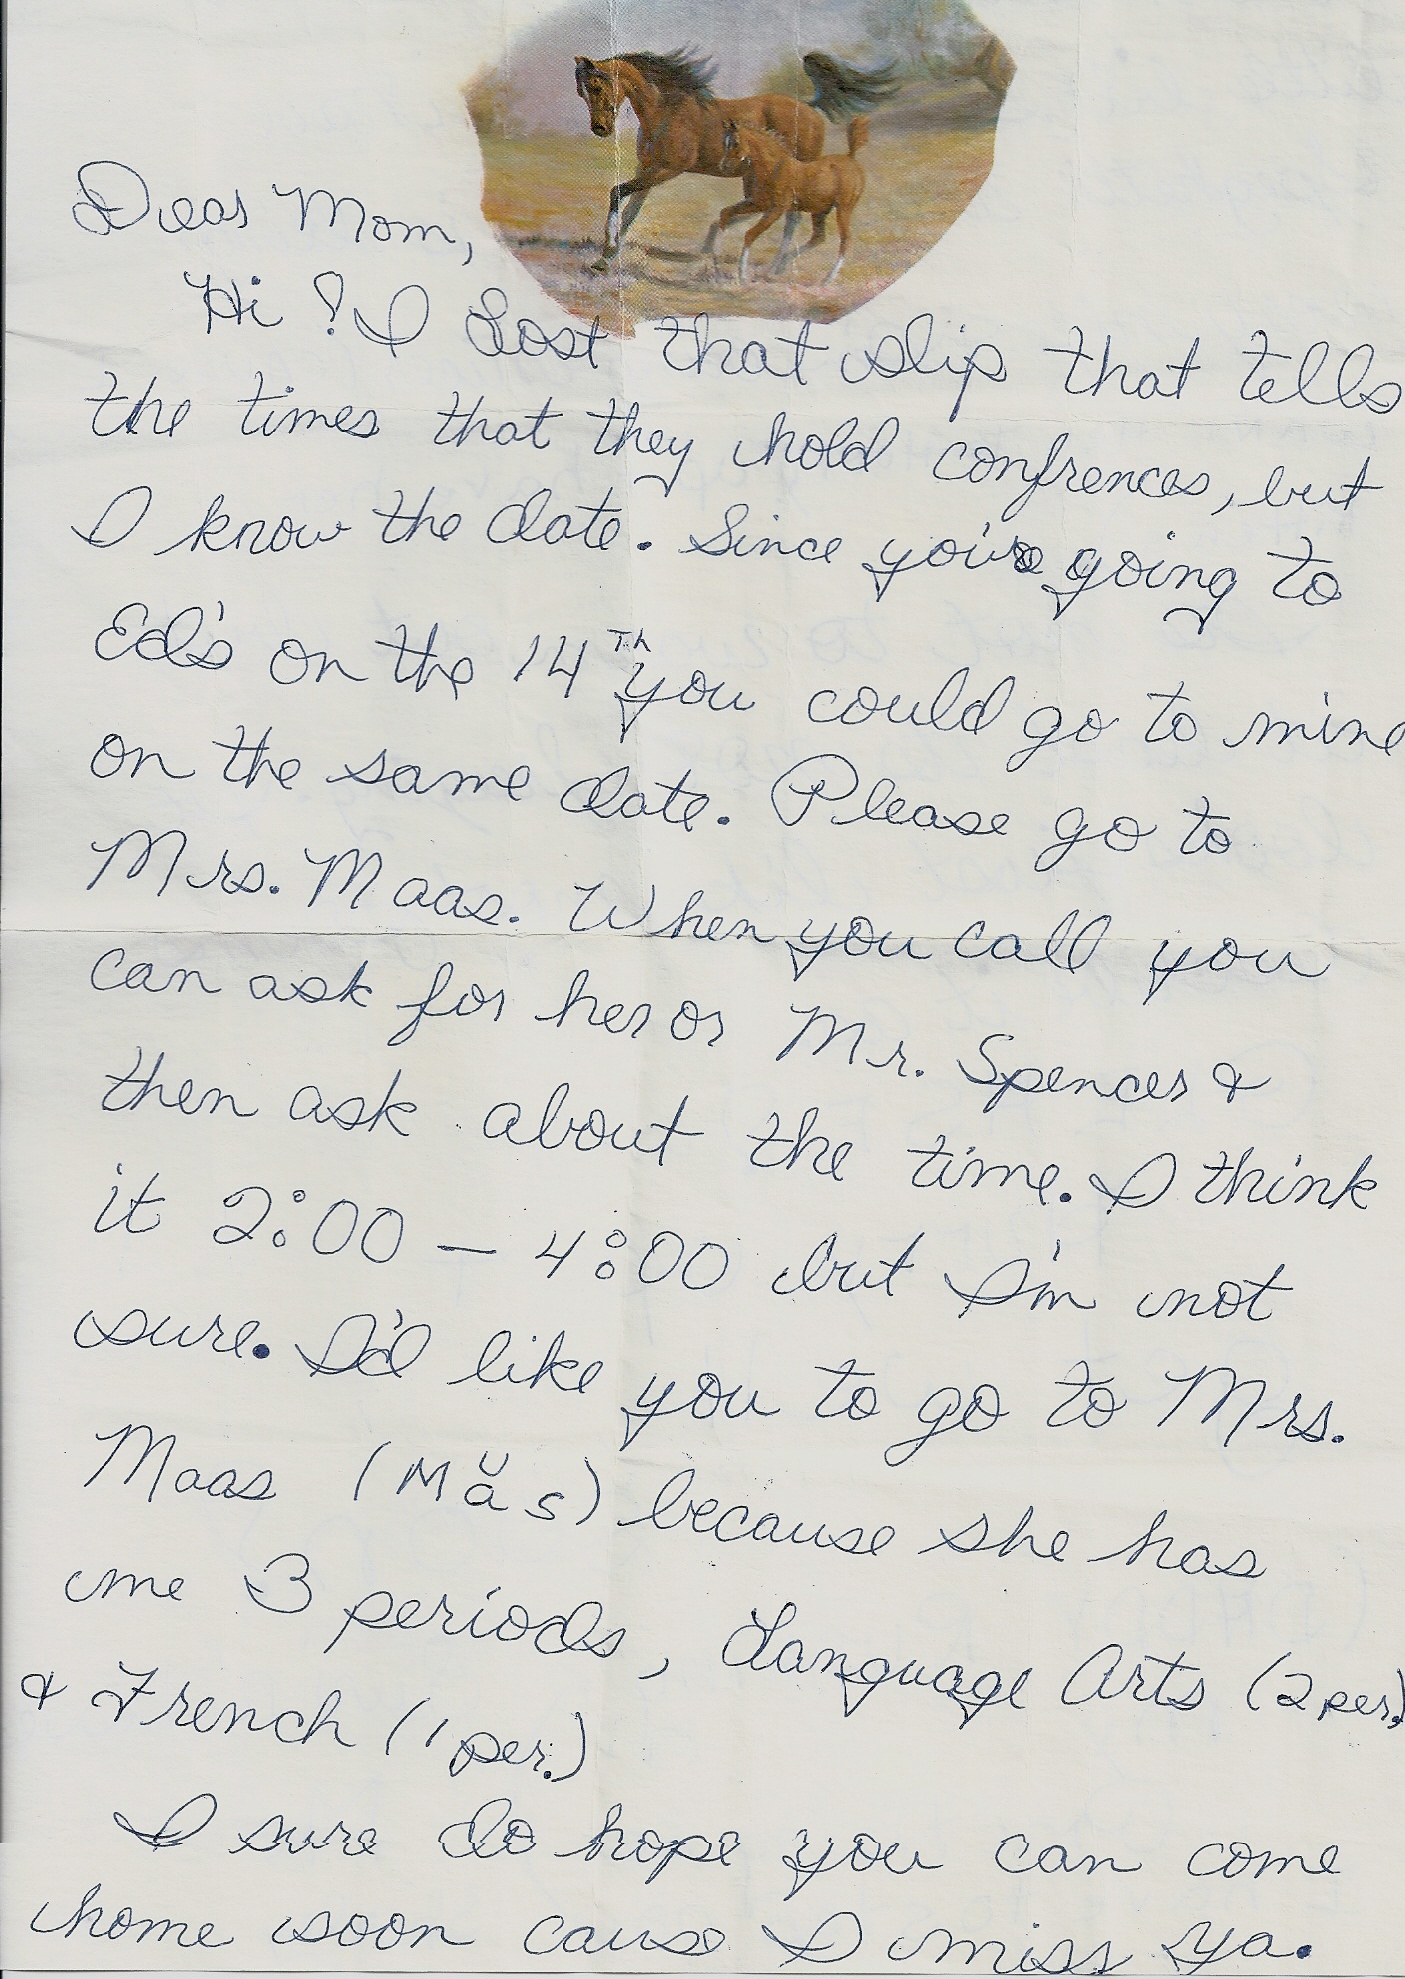 Dear Mom,
Hi! I Lost that slip that tells
the times that they hold confrences, but
I know the date. Since you're going to
Ed's on the 14Th you could go to mine
on the same date. Please go to
Mrs. Maas. When you call you
can ask for her or Mr. Spencer &
then ask about the time. I think
it 2:00 — 4:00 but I'm not
sure. I'd like you to go to Mrs.
Maas (Măs) because she has
me 3 periods, Language Arts (2 per.)
& French (1 per.)
I sure do hope you can come
home soon cause I miss ya.